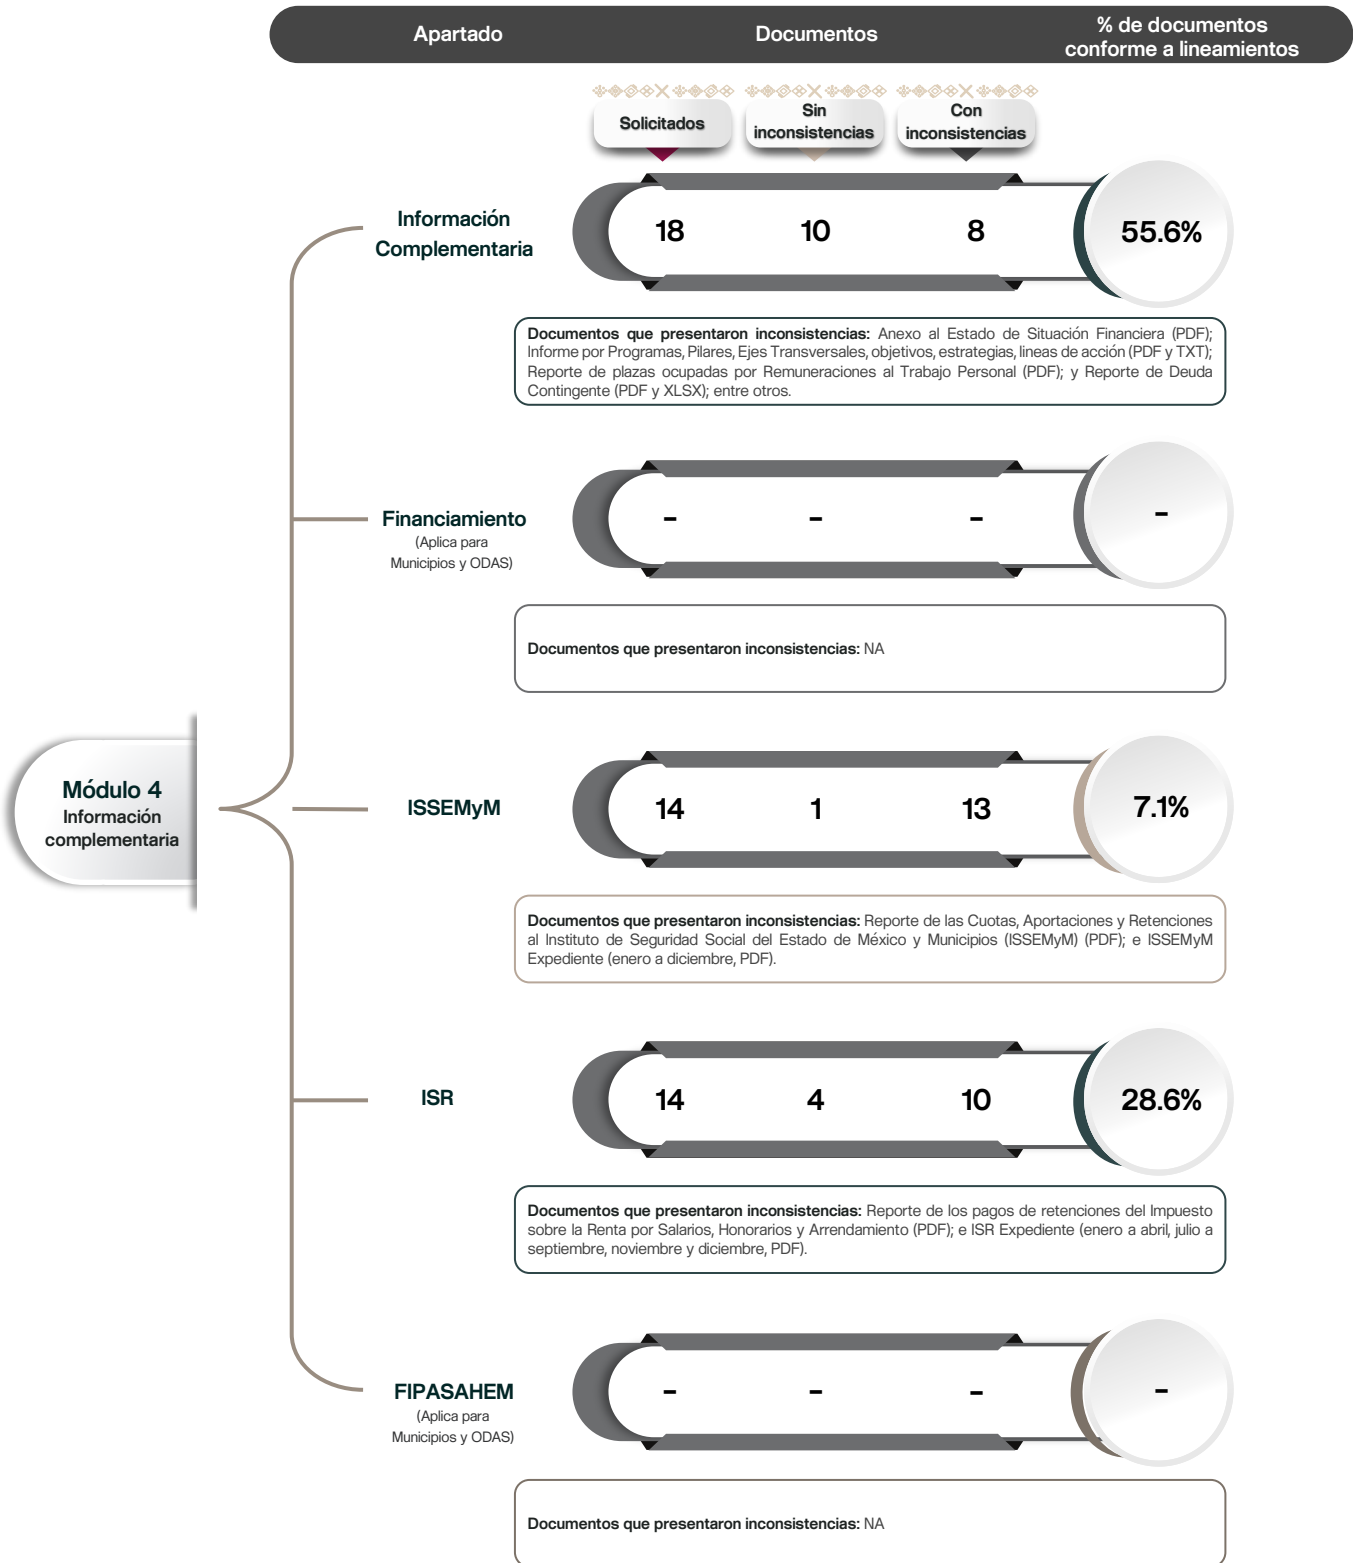 Apartado
Documentos
% de documentos
conforme a lineamientos
Solicitados
Sin
inconsistencias
Con
inconsistencias
Información
Complementaria
18 10 8 55.6%
Documentos que presentaron inconsistencias: Anexo al Estado de Situación Financiera (PDF);
Informe por Programas, Pilares, Ejes Transversales, objetivos, estrategias, lineas de acción (PDF y TXT);
Reporte de plazas ocupadas por Remuneraciones al Trabajo Personal (PDF); y Reporte de Deuda
Contingente (PDF y XLSX); entre otros.
Financiamiento
(Aplica para
Municipios y ODAS)
- - - -
Documentos que presentaron inconsistencias: NA
Módulo 4
Información
complementaria
ISSEMyM
14 1 13 7.1%
Documentos que presentaron inconsistencias: Reporte de las Cuotas, Aportaciones y Retenciones
al Instituto de Seguridad Social del Estado de México y Municipios (ISSEMyM) (PDF); e ISSEMyM
Expediente (enero a diciembre, PDF).
ISR
14 4 10 28.6%
Documentos que presentaron inconsistencias: Reporte de los pagos de retenciones del Impuesto
sobre la Renta por Salarios, Honorarios y Arrendamiento (PDF); e ISR Expediente (enero a abril, julio a
septiembre, noviembre y diciembre, PDF).
FIPASAHEM
(Aplica para
Municipios y ODAS)
- - - -
Documentos que presentaron inconsistencias: NA